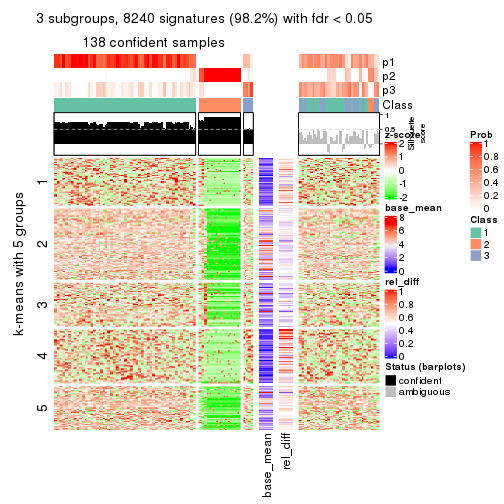 3 subgroups, 8240 signatures (98.2%) with fdr < 0.05
138 confident samples
p1
p2
p3
Class
1
0.5
0
Silhouette
score
k-means with 5 groups
1
2
3
4
5
base_mean
rel_diff
z-score
2
1
0
-1
-2
base_mean
8
6
4
2
0
rel_diff
1
0.8
0.6
0.4
0.2
0
Status (barplots)
confident
ambiguous
Prob
1
0.8
0.6
0.4
0.2
0
Class
1
2
3